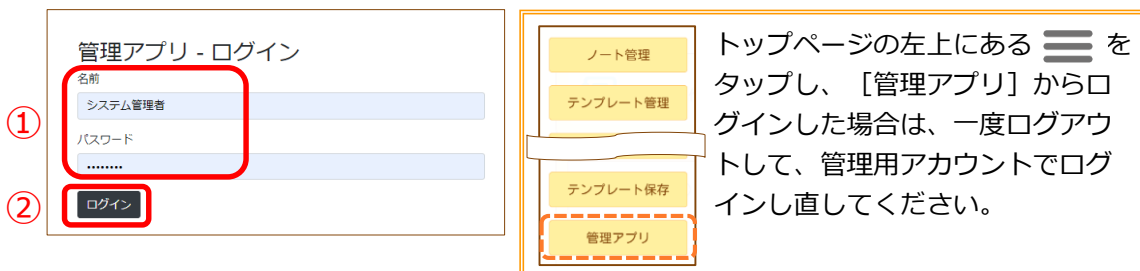 管理アプリ - ログイン
名前
① システム管理者
パスワード
........
② ログイン
ノート管理
テンプレート管理
テンプレート保存
管理アプリ
トップページの左上にある を
タップし、［管理アプリ］からロ
グインした場合は、一度ログアウ
トして、管理用アカウントでログ
インし直してください。